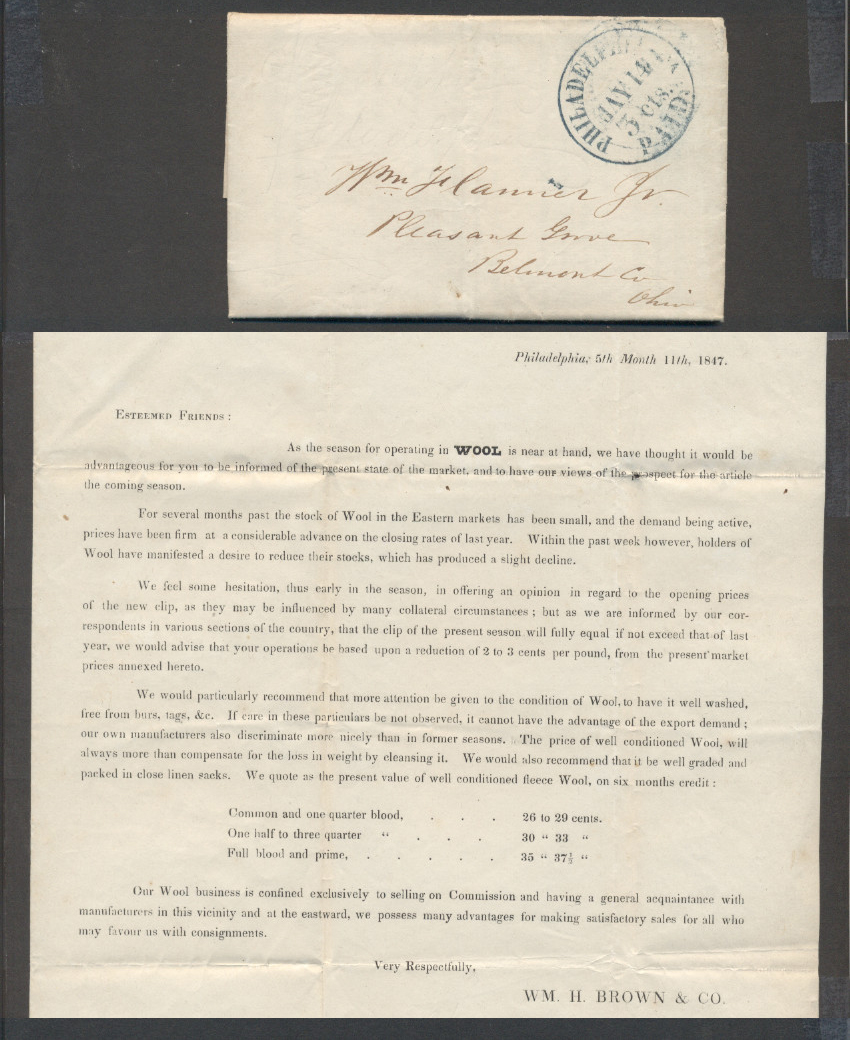 PHILADELPHIA Pa
MAY 14
3 cts.
PAID
Wm Flanner Jr.
Pleasant Grove
Belmont Co
Ohio
Philadelphia, 5th Month 11th, 1847.
ESTEEMED FRIENDS :
As the season for operating in WOOL is near at hand, we have thought it would be
advantageous for you to be informed of the present state of the market, and to have our views of the prospect for the article
the coming season.
For several months past the stock of Wool in the Eastern markets has been small, and the demand being active,
prices have been firm at a considerable advance on the closing rates of last year. Within the past week however, holders of
Wool have manifested a desire to reduce their stocks, which has produced a slight decline.
We feel some hesitation, thus early in the season, in offering an opinion in regard to the opening prices
of the new clip, as they may be influenced by many collateral circumstances ; but as we are informed by our cor-
respondents in various sections of the country, that the clip of the present season will fully equal if not exceed that of last
year, we would advise that your operations be based upon a reduction of 2 to 3 cents per pound, from the present market
prices annexed hereto.
We would particularly recommend that more attention be given to the condition of Wool, to have it well washed,
free from burs, tags, &c. If care in these particulars be not observed, it cannot have the advantage of the export demand ;
our own manufacturers also discriminate more nicely than in former seasons. The price of well conditioned Wool, will
always more than compensate for the loss in weight by cleansing it. We would also recommend that it be well graded and
packed in close linen sacks. We quote as the present value of well conditioned fleece Wool, on six months credit :
Common and one quarter blood, . . . 26 to 29 cents.
One half to three quarter “ . . . 30 “ 33 “
Full blood and prime, . . . . . 35 “ 37½ “
Our Wool business is confined exclusively to selling on Commission and having a general acquaintance with
manufacturers in this vicinity and at the eastward, we possess many advantages for making satisfactory sales for all who
may favour us with consignments.
Very Respectfully,
WM. H. BROWN & CO.